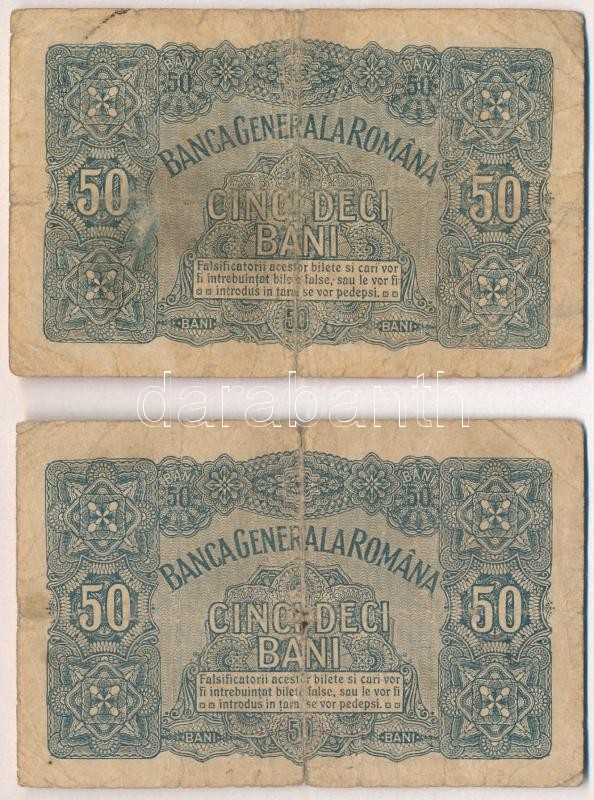 BANI BANI
50 50
BANCA GENERALA ROMÂNA
50 CINCI DECI 50
BANI
Falsificatorii acestor bilete si cari vor
fi întrebuințat bilete false, sau le vor fi
introdus in tara se vor pedepsi.
BANI 50 BANI
darabanth
BANI BANI
50 50
BANCA GENERALA ROMÂNA
50 CINCI DECI 50
BANI
Falsificatorii acestor bilete si cari vor
fi întrebuințat bilete false, sau le vor fi
introdus in tara se vor pedepsi.
BANI 50 BANI